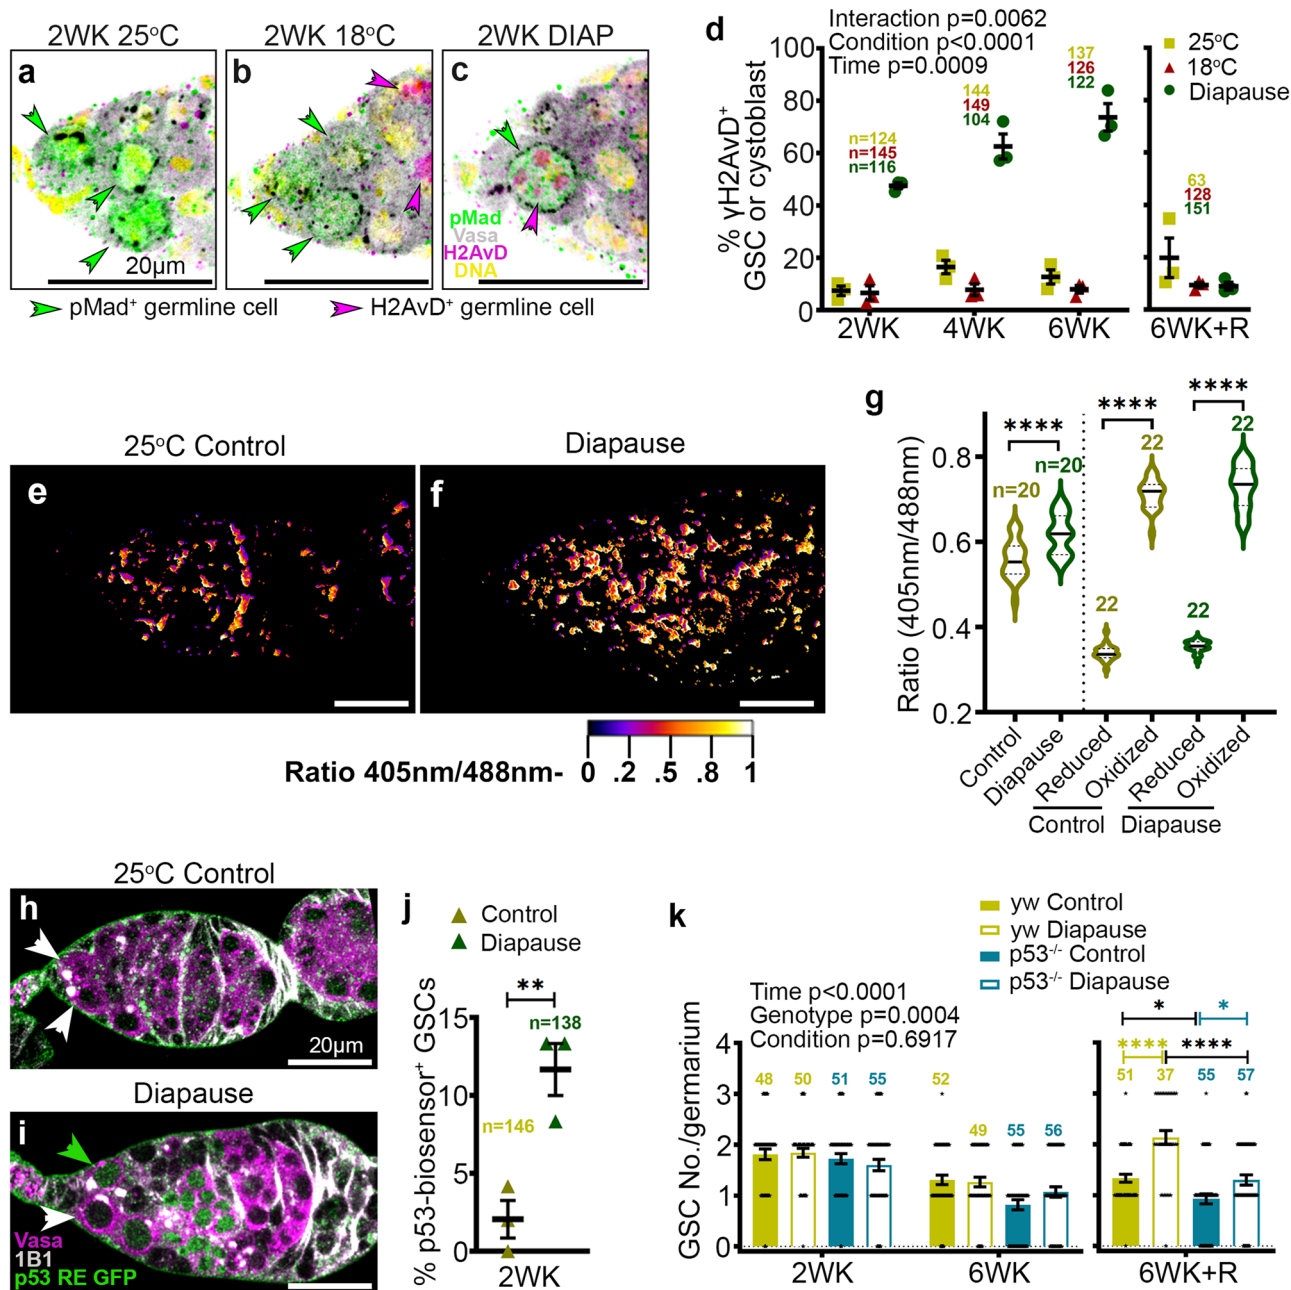 2WK 25°C
2WK 18°C
2WK DIAP
a
b
c
20µm
pMad
Vasa
H2AvD
DNA
pMad⁺ germline cell
H2AvD⁺ germline cell
d
Interaction p=0.0062
Condition p<0.0001
Time p=0.0009
25°C
18°C
Diapause
% γH2AvD⁺
GSC or cystoblast
100
80
60
40
20
0
n=124
n=145
n=116
144
149
104
137
126
122
63
128
151
2WK
4WK
6WK
6WK+R
25°C Control
Diapause
e
f
Ratio 405nm/488nm-
0 .2 .5 .8 1
g
Ratio (405nm/488nm)
0.8
0.6
0.4
0.2
****
****
****
n=20
n=20
22
22
22
22
Control
Diapause
Reduced
Oxidized
Reduced
Oxidized
Control
Diapause
25°C Control
h
20µm
Diapause
i
Vasa
1B1
p53 RE GFP
j
Control
Diapause
% p53-biosensor⁺ GSCs
15
10
5
0
**
n=138
n=146
2WK
k
yw Control
yw Diapause
p53⁻/⁻ Control
p53⁻/⁻ Diapause
Time p<0.0001
Genotype p=0.0004
Condition p=0.6917
GSC No./germarium
4
3
2
1
0
48 50 51 55
52 49 55 56
* *
**** ****
51 37 55 57
2WK
6WK
6WK+R